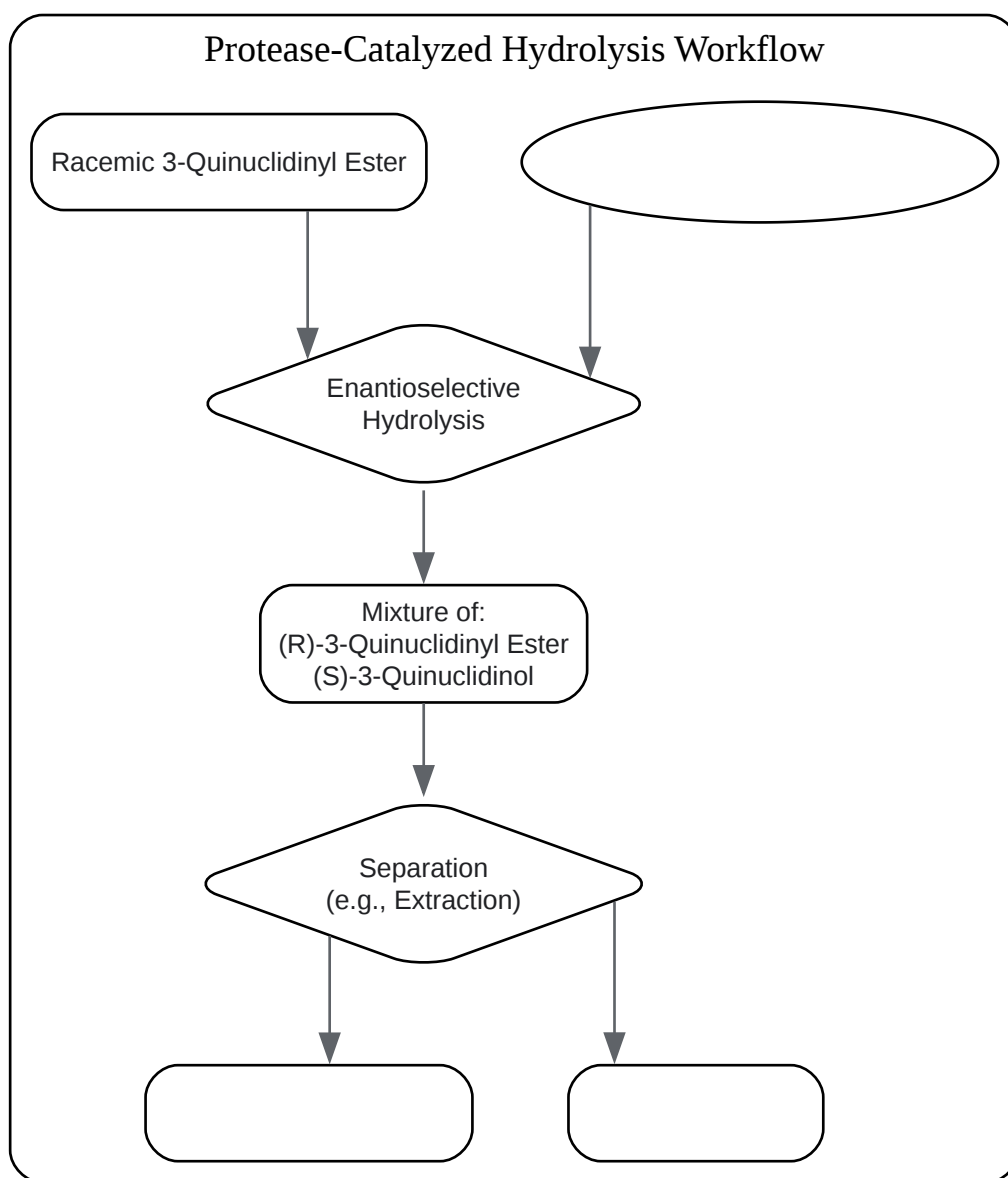 Protease-Catalyzed Hydrolysis Workflow
Racemic 3-Quinuclidinyl Ester
Enantioselective
Hydrolysis
Mixture of:
(R)-3-Quinuclidinyl Ester
(S)-3-Quinuclidinol
Separation
(e.g., Extraction)